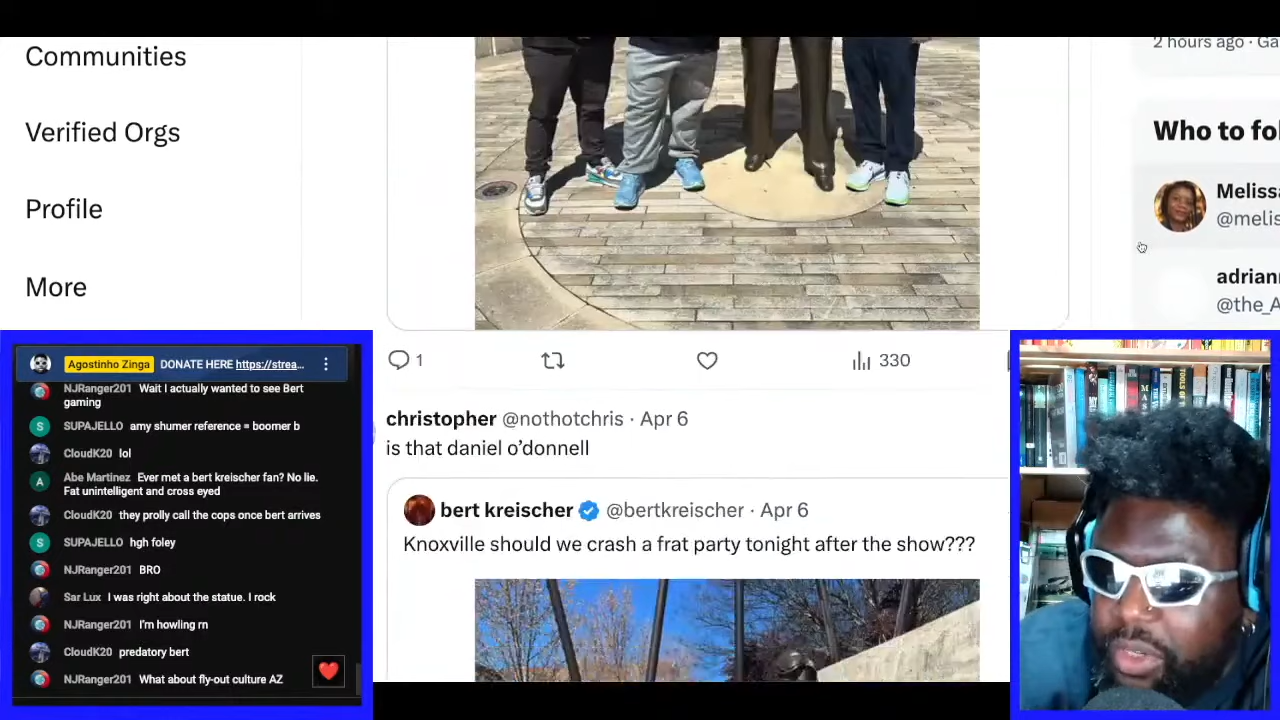 Communities
Verified Orgs
Profile
More
2 hours ago
Who to fol
Melissa
@melis
adriann
@the_A
1
330
christopher @nothotchris · Apr 6
is that daniel o’donnell
bert kreischer @bertkreischer · Apr 6
Knoxville should we crash a frat party tonight after the show???
Agostinho Zinga DONATE HERE https://strea...
NJRanger201 Wait I actually wanted to see Bert
gaming
SUPAJELLO amy shumer reference = boomer b
CloudK20 lol
Abe Martinez Ever met a bert kreischer fan? No lie.
Fat unintelligent and cross eyed
CloudK20 they prolly call the cops once bert arrives
SUPAJELLO hgh foley
NJRanger201 BRO
Sar Lux I was right about the statue. I rock
NJRanger201 I'm howling rn
CloudK20 predatory bert
NJRanger201 What about fly-out culture AZ